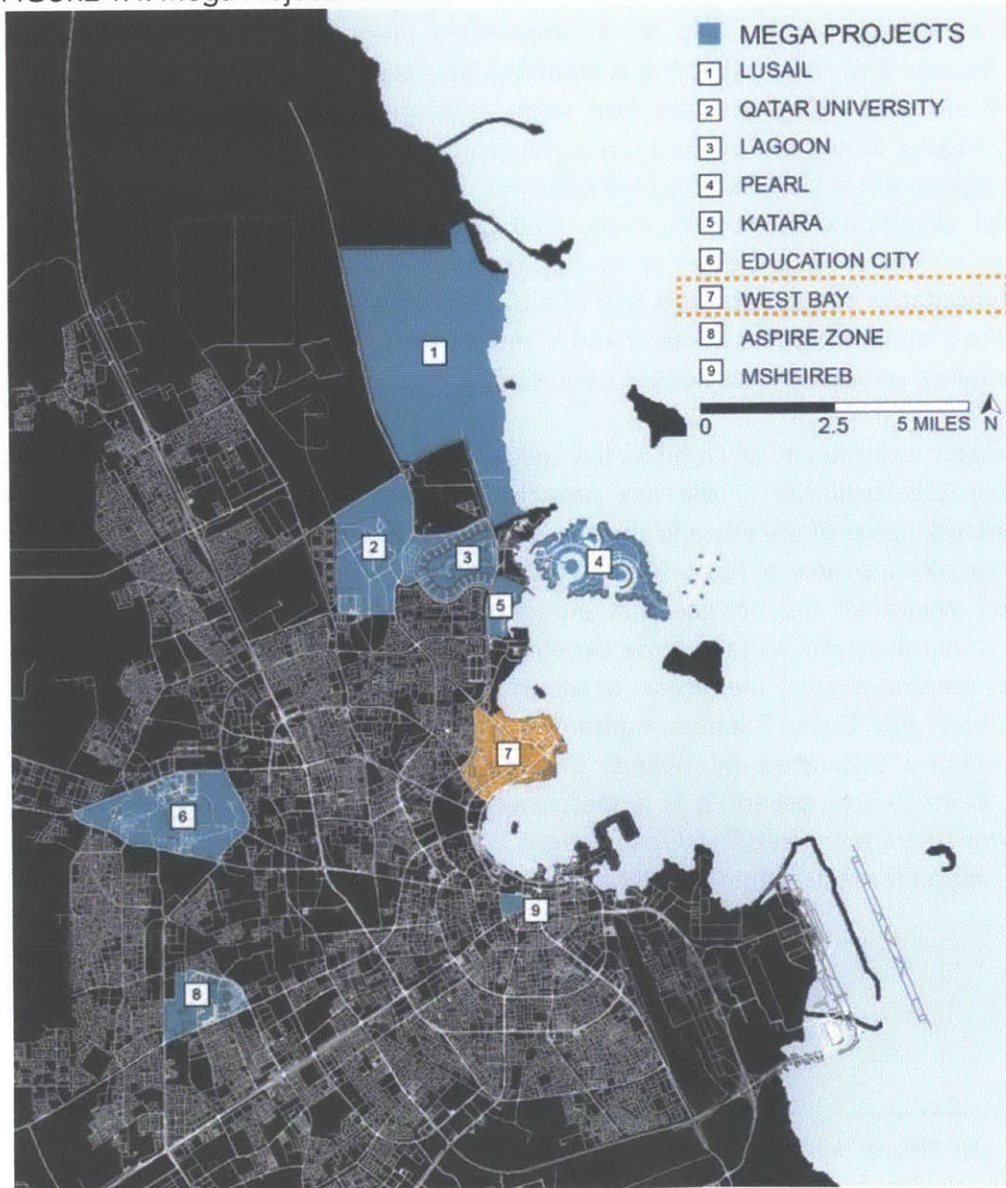 MEGA PROJECTS
1 LUSAIL
2 QATAR UNIVERSITY
3 LAGOON
4 PEARL
5 KATARA
6 EDUCATION CITY
7 WEST BAY
8 ASPIRE ZONE
9 MSHEIREB
0 2.5 5 MILES N
1
2
3
4
5
7
6
9
8